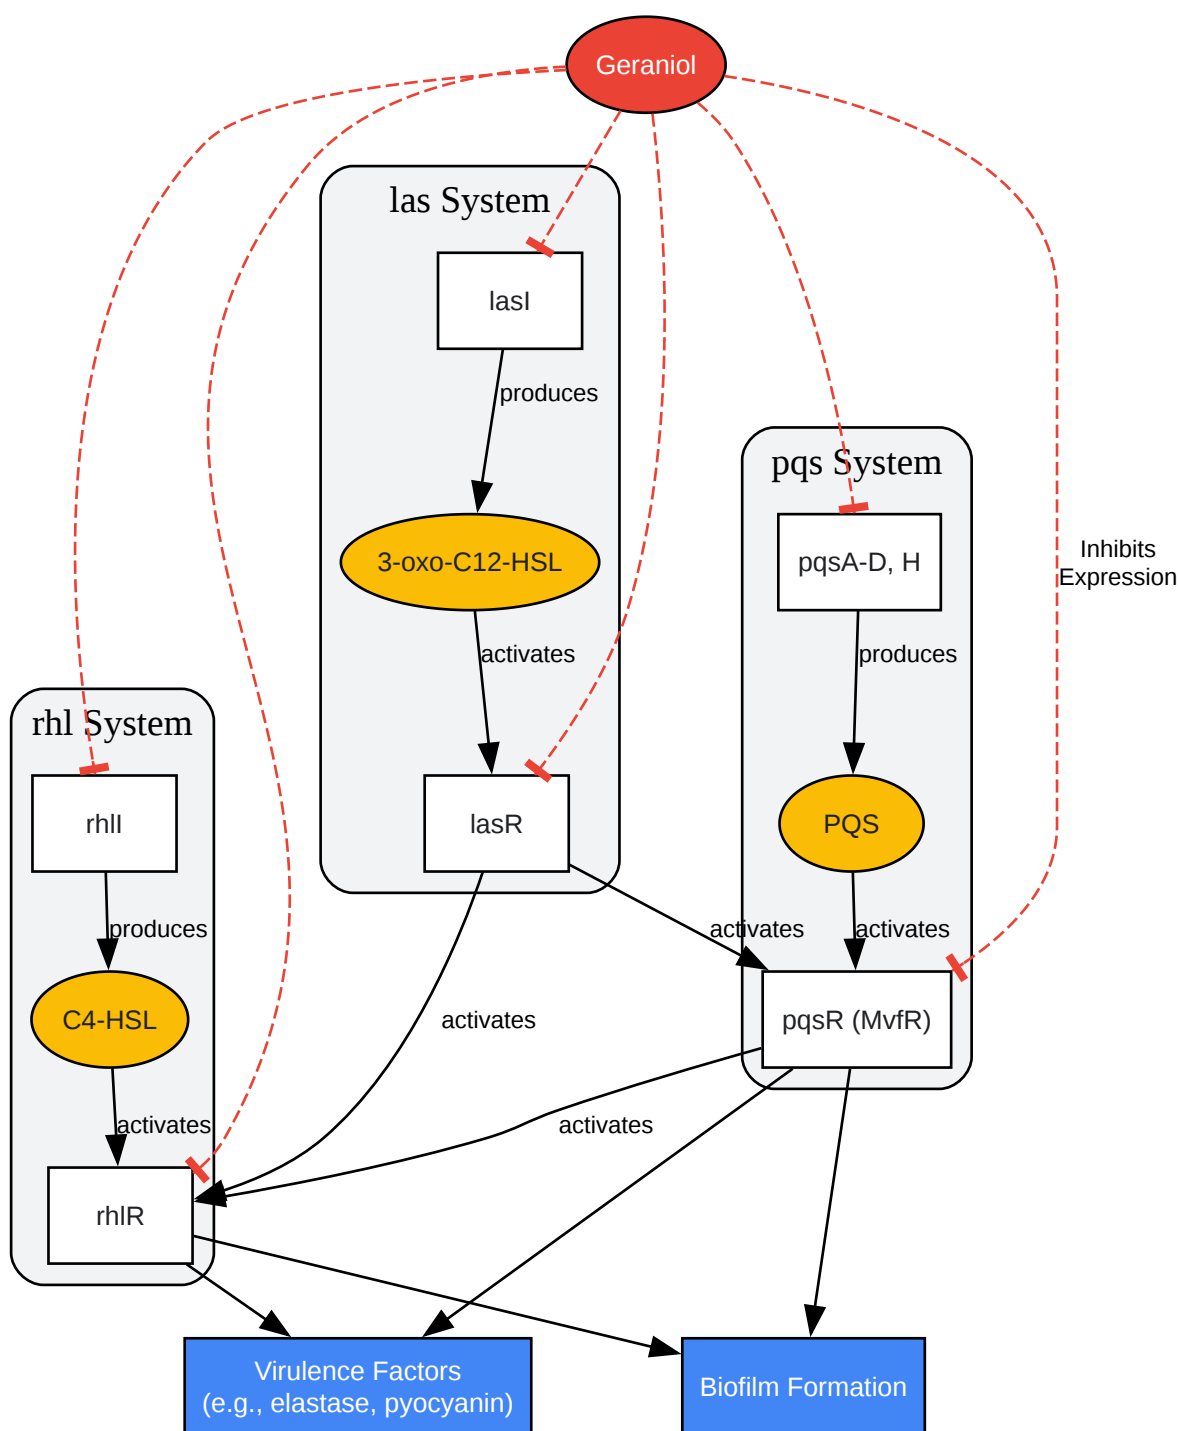 Geraniol
las System
lasI
produces
pqs System
Inhibits
Expression
3-oxo-C12-HSL
pqsA-D, H
activates
produces
rhl System
rhlI
lasR
PQS
produces
activates
activates
C4-HSL
activates
pqsR (MvfR)
activates
activates
rhlR
Virulence Factors
(e.g., elastase, pyocyanin)
Biofilm Formation